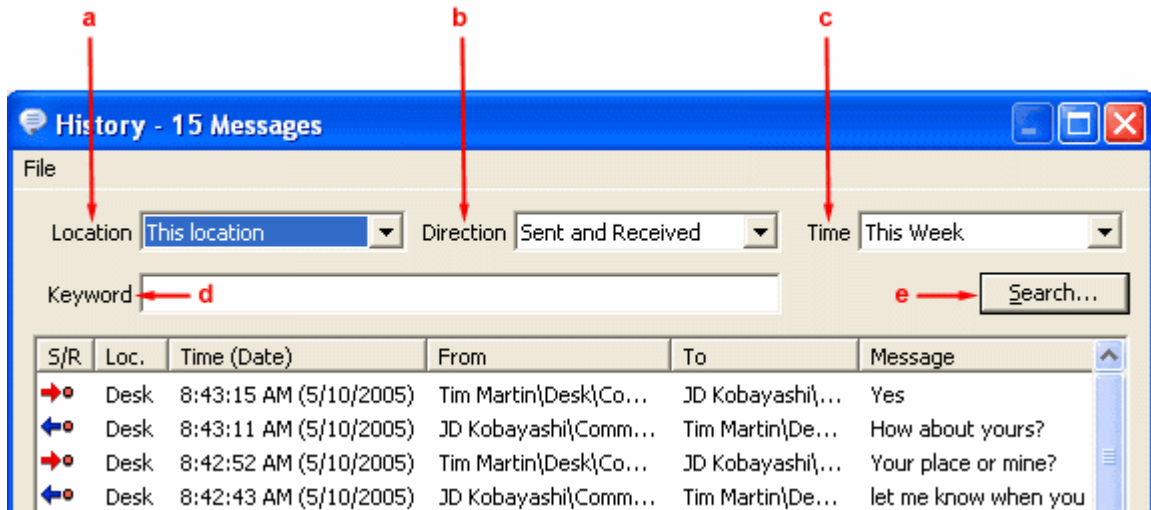 a b c
History - 15 Messages
File
Location This location Direction Sent and Received Time This Week
Keyword d e Search...
S/R Loc. Time (Date) From To Message
Desk 8:43:15 AM (5/10/2005) Tim Martin\Desk\Co... JD Kobayashi\... Yes
Desk 8:43:11 AM (5/10/2005) JD Kobayashi\Comm... Tim Martin\De... How about yours?
Desk 8:42:52 AM (5/10/2005) Tim Martin\Desk\Co... JD Kobayashi\... Your place or mine?
Desk 8:42:43 AM (5/10/2005) JD Kobayashi\Comm... Tim Martin\De... let me know when you